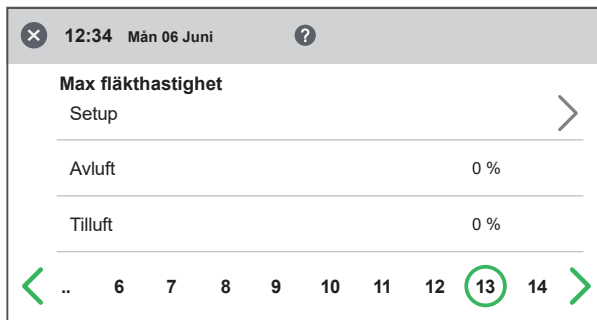 12:34 Mån 06 Juni ?
Max fläkthastighet
Setup
Avluft 0 %
Tilluft 0 %
.. 6 7 8 9 10 11 12 13 14